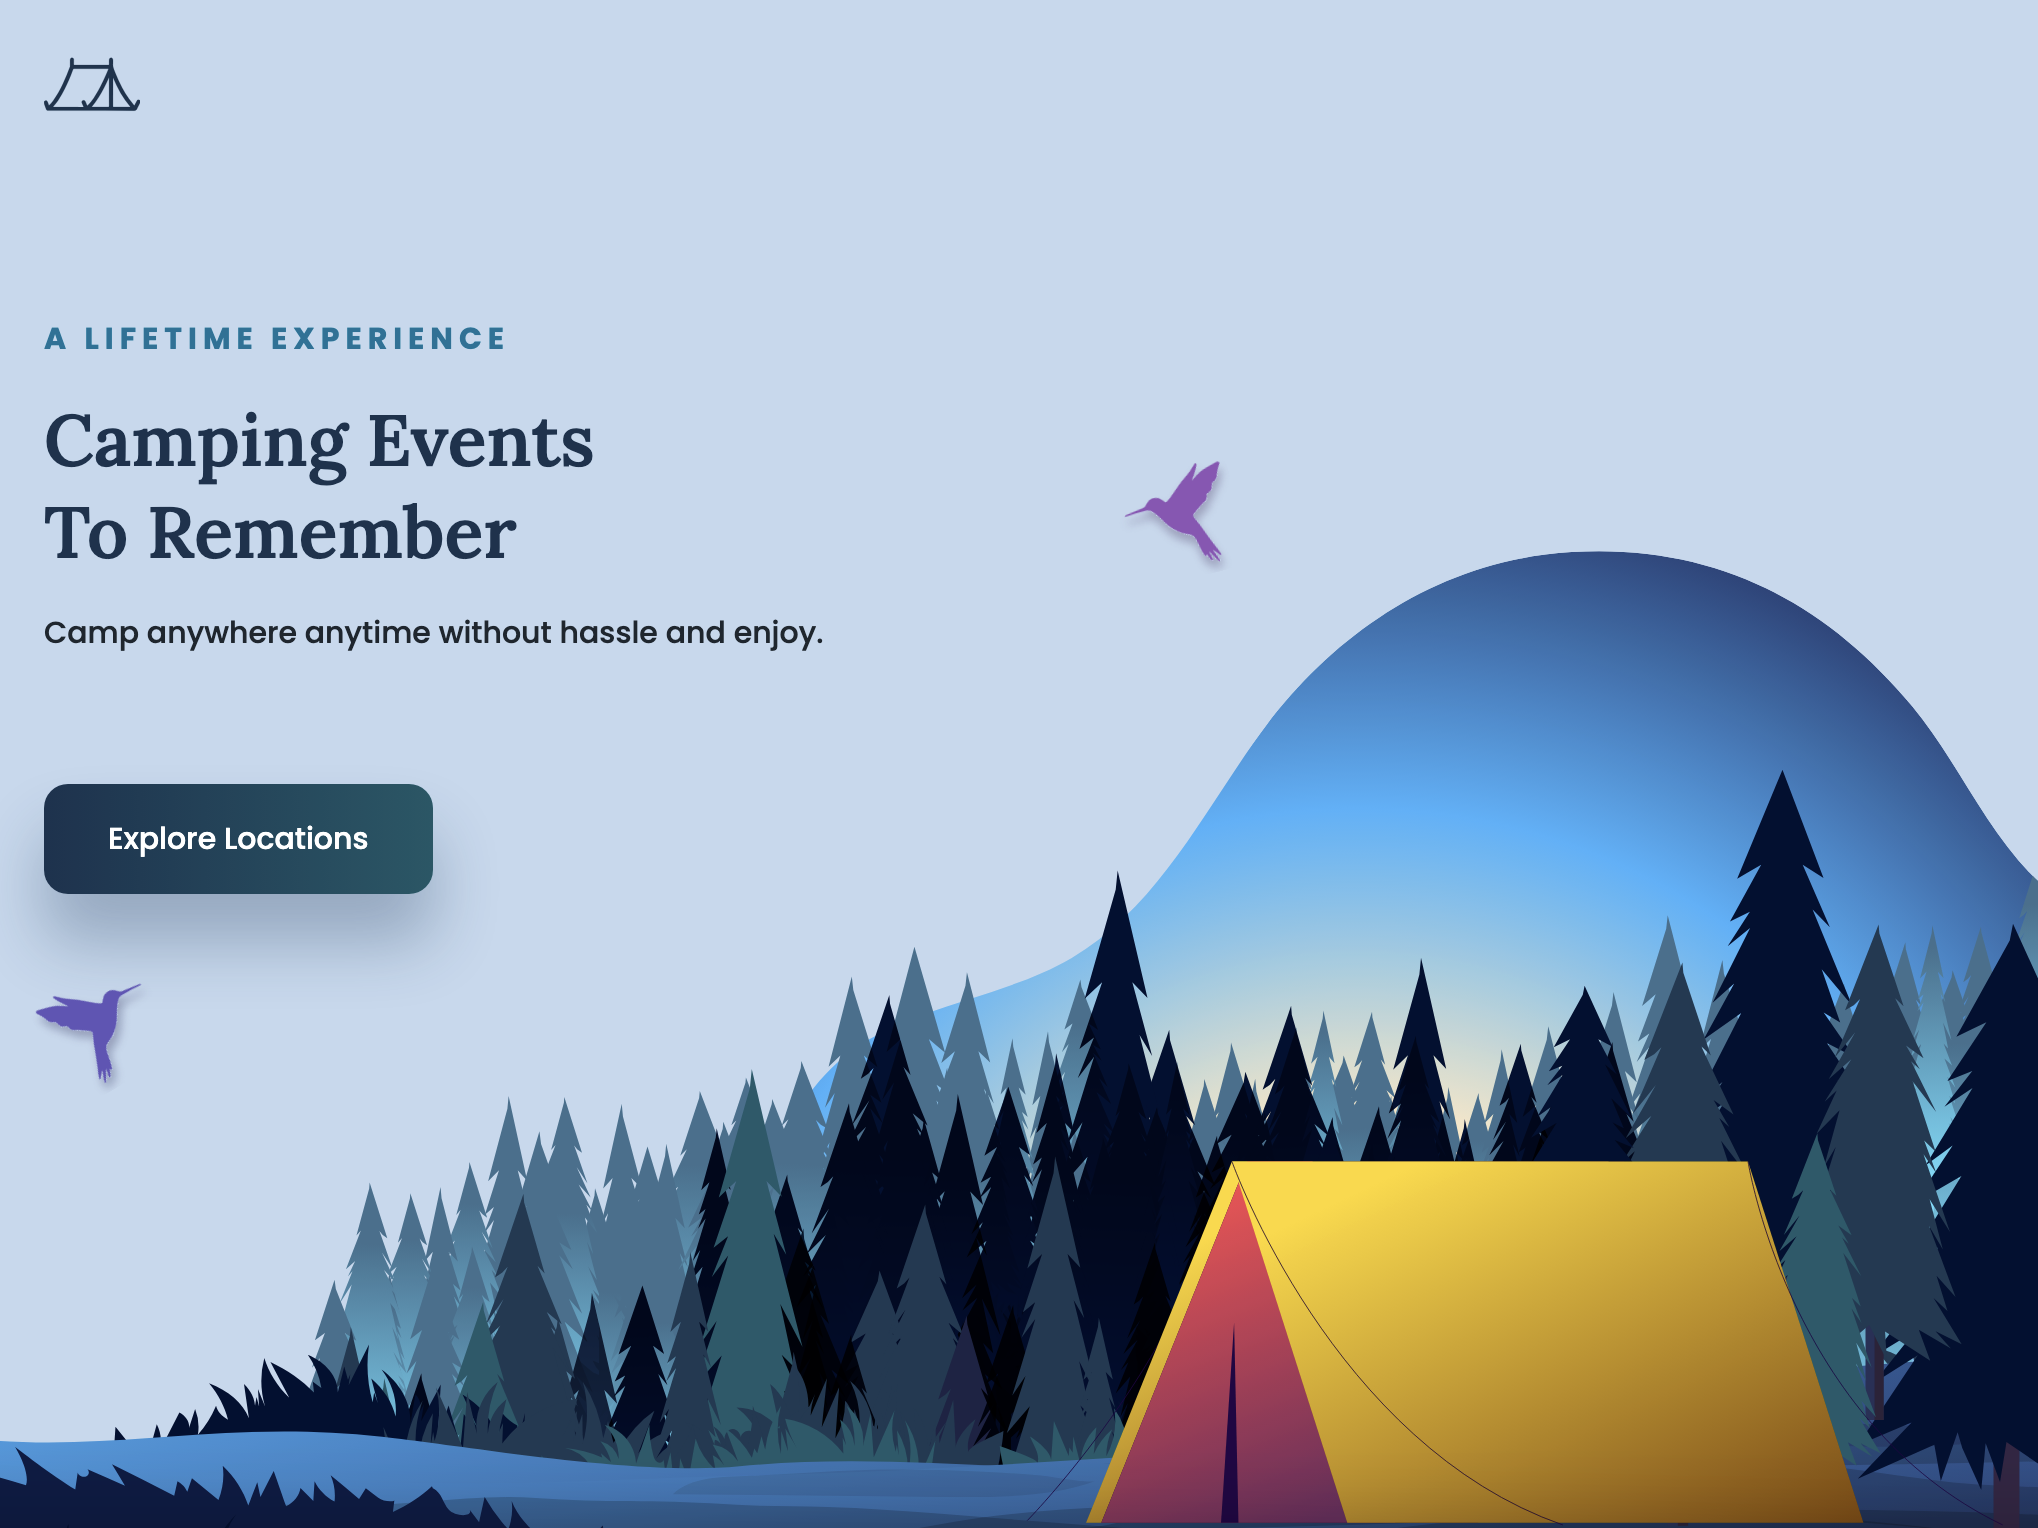 A LIFETIME EXPERIENCE
Camping Events
To Remember
Camp anywhere anytime without hassle and enjoy.
Explore Locations